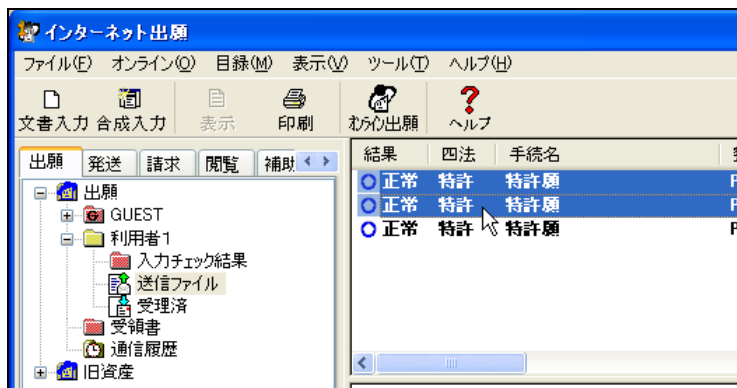 インターネット出願
ファイル(F) オンライン(O) 目録(M) 表示(V) ツール(T) ヘルプ(H)
文書入力 合成入力 表示 印刷 オンライン出願 ヘルプ
出願 発送 請求 閲覧 補助
結果 四法 手続名
正常 特許 特許願
正常 特許 特許願
正常 特許 特許願
出願
GUEST
利用者1
入力チェック結果
送信ファイル
受理済
受領書
通信履歴
旧資産